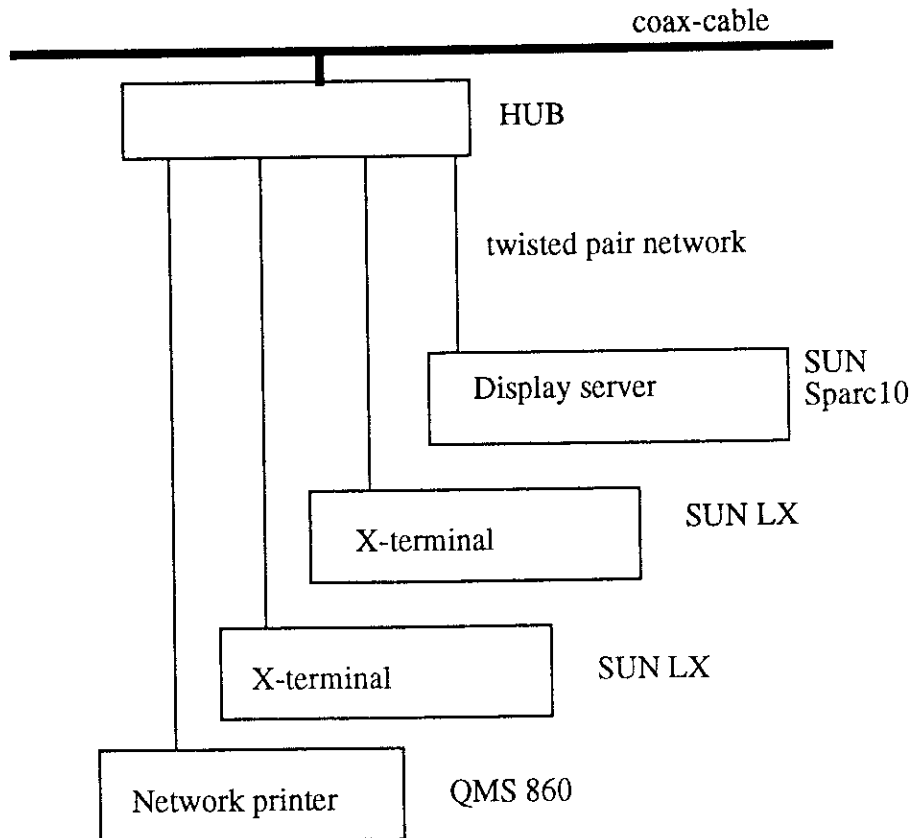 coax-cable
HUB
twisted pair network
Display server
SUN
Sparc10
X-terminal
SUN LX
X-terminal
SUN LX
Network printer
QMS 860